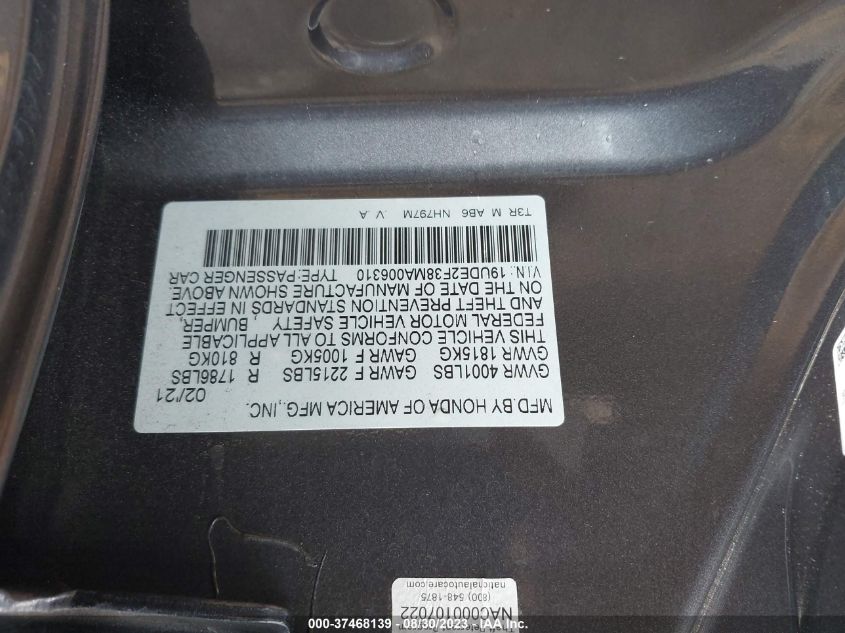 MFD.BY HONDA OF AMERICA MFG.,INC. 02/'21
GVWR 4001LBS GAWR F 2215LBS R 1786LBS
GVWR 1815KG GAWR F 1005KG R 810KG
THIS VEHICLE CONFORMS TO ALL APPLICABLE
FEDERAL MOTOR VEHICLE SAFETY , BUMPER,
AND THEFT PREVENTION STANDARDS IN EFFECT
ON THE DATE OF MANUFACTURE SHOWN ABOVE.
V.I.N.: 19UDE2F38MA006310 TYPE:PASSENGER CAR
T3R M AB6 NH797M .V A
NAC000107022
(800) 548-1875
nationalautocare.com
000-37468139 - 08/30/2023 - IAA Inc.